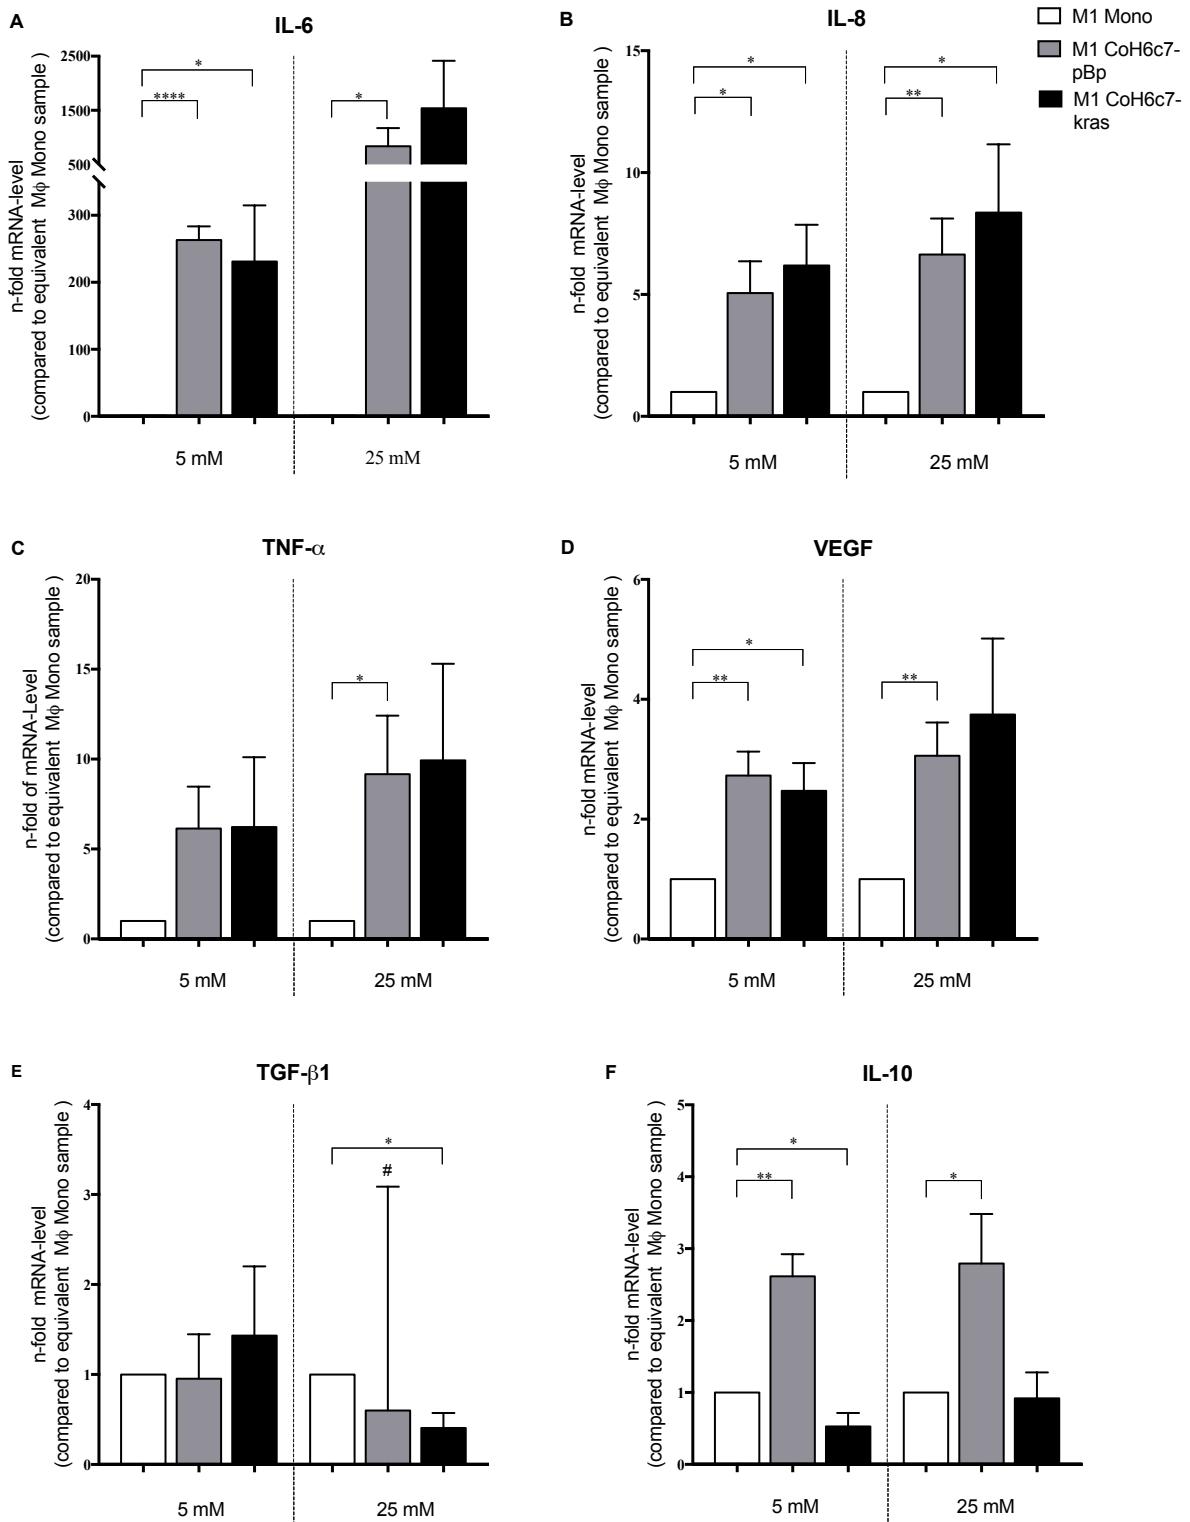 A
IL-6
n-fold mRNA-level
(compared to equivalent Mϕ Mono sample )
2500
1500
500
300
200
100
0
*
****
*
5 mM
25 mM
B
IL-8
M1 Mono
M1 CoH6c7-
pBp
M1 CoH6c7-
kras
n-fold mRNA-level
(compared to equivalent Mϕ Mono sample )
15
10
5
0
*
*
*
**
5 mM
25 mM
C
TNF-α
n-fold of mRNA-Level
(compared to equivalent Mϕ Mono sample )
20
15
10
5
0
*
5 mM
25 mM
D
VEGF
n-fold mRNA-level
(compared to equivalent Mϕ Mono sample )
6
4
2
0
*
**
**
5 mM
25 mM
E
TGF-β1
n-fold mRNA-level
(compared to equivalent Mϕ Mono sample )
4
3
2
1
0
*
#
5 mM
25 mM
F
IL-10
n-fold mRNA-level
(compared to equivalent Mϕ Mono sample )
5
4
3
2
1
0
*
**
*
5 mM
25 mM